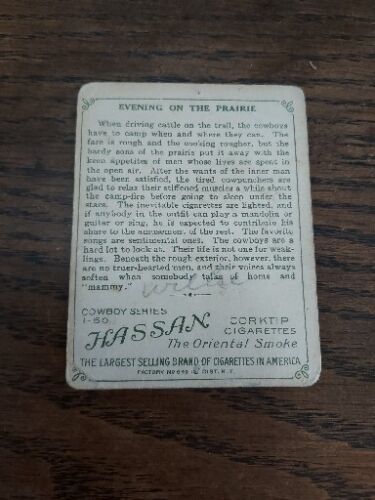 EVENING ON THE PRAIRIE
When driving cattle on the trail, the cowboys
have to camp when and where they can. The
fare is rough and the cooking rougher, but the
hardy sons of the prairie put it away with the
keen appetites of men whose lives are spent in
the open air. After the wants of the inner man
have been satisfied, the tired cowpunchers are
glad to relax their stiffened muscles a while about
the camp-fire before going to sleep under the
stars. The inevitable cigarettes are lighted, and
if anybody in the outfit can play a mandolin or
guitar or sing, he is expected to contribute his
share to the amusement of the rest. The favorite
songs are sentimental ones. The cowboys are a
hard lot to look at. Their life is not one for weak-
lings. Beneath the rough exterior, however, there
are no truer-hearted men, and their voices always
soften when somebody talks of home and
"mammy."
COWBOY SERIES
1-50
HASSAN
CORK TIP
CIGARETTES
The Oriental Smoke
THE LARGEST SELLING BRAND OF CIGARETTES IN AMERICA
FACTORY No 649 1st DIST. N.Y.